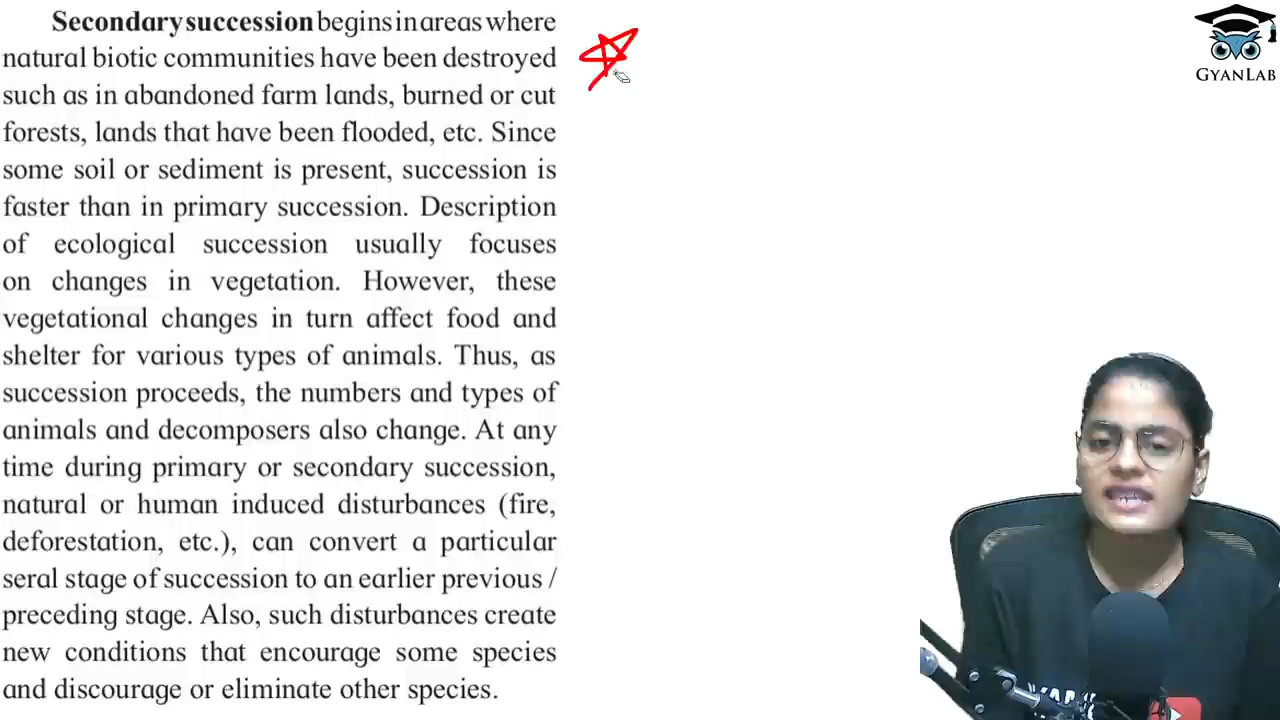 Secondary succession begins in areas where
natural biotic communities have been destroyed
such as in abandoned farm lands, burned or cut
forests, lands that have been flooded, etc. Since
some soil or sediment is present, succession is
faster than in primary succession. Description
of ecological succession usually focuses
on changes in vegetation. However, these
vegetational changes in turn affect food and
shelter for various types of animals. Thus, as
succession proceeds, the numbers and types of
animals and decomposers also change. At any
time during primary or secondary succession,
natural or human induced disturbances (fire,
deforestation, etc.), can convert a particular
seral stage of succession to an earlier previous /
preceding stage. Also, such disturbances create
new conditions that encourage some species
and discourage or eliminate other species.
GyanLab